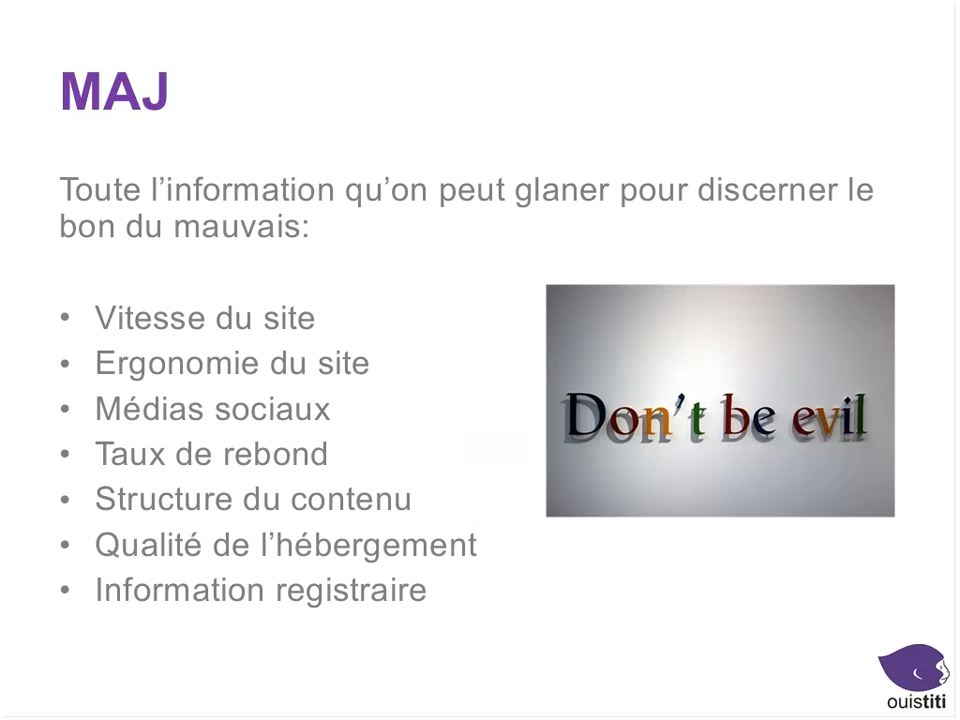 MAJ
Toute l’information qu’on peut glaner pour discerner le
bon du mauvais:
• Vitesse du site
• Ergonomie du site
• Médias sociaux
• Taux de rebond
• Structure du contenu
• Qualité de l’hébergement
• Information registraire
Don’t be evil
ouistiti